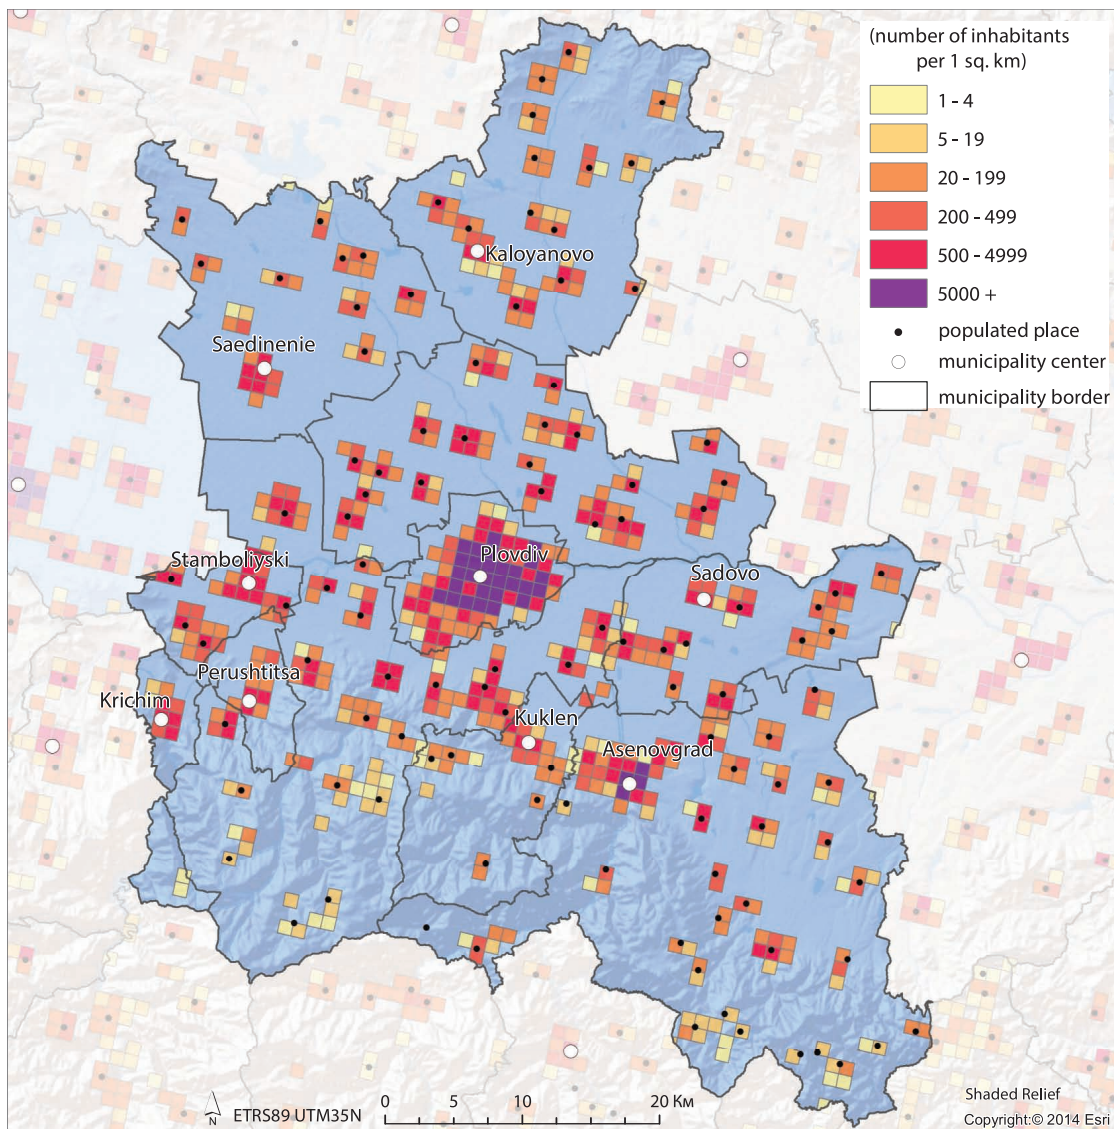 (number of inhabitants
per 1 sq. km)
1 - 4
5 - 19
20 - 199
200 - 499
500 - 4999
5000 +
populated place
municipality center
municipality border
Kaloyanovo
Saedinenie
Plovdiv
Stamboliyski
Sadovo
Perushtitsa
Krichim
Kuklen
Asenovgrad
N
ETRS89 UTM35N
0 5 10 20 Км
Shaded Relief
Copyright:© 2014 Esri